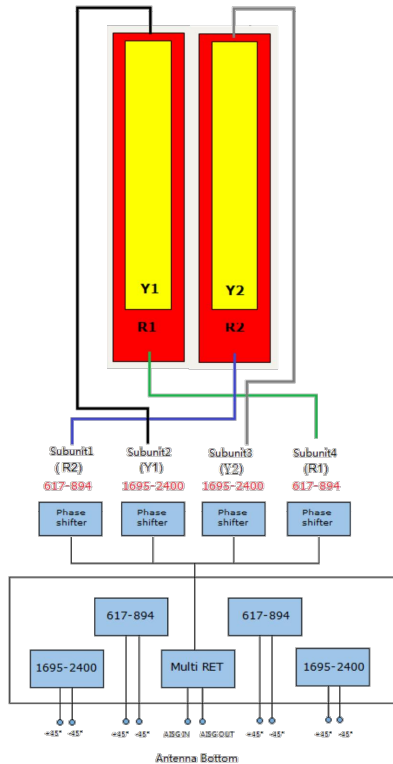 Y1
Y2
R1
R2
Subunit1 Subunit2 Subunit3 Subunit4
(R2) (Y1) (Y2) (R1)
617-894 1695-2400 1695-2400 617-894
Phase shifter
Phase shifter
Phase shifter
Phase shifter
617-894 617-894
1695-2400 Multi RET 1695-2400
+45° -45° +45° -45° AISG IN AISG OUT +45° -45° +45° -45°
Antenna Bottom